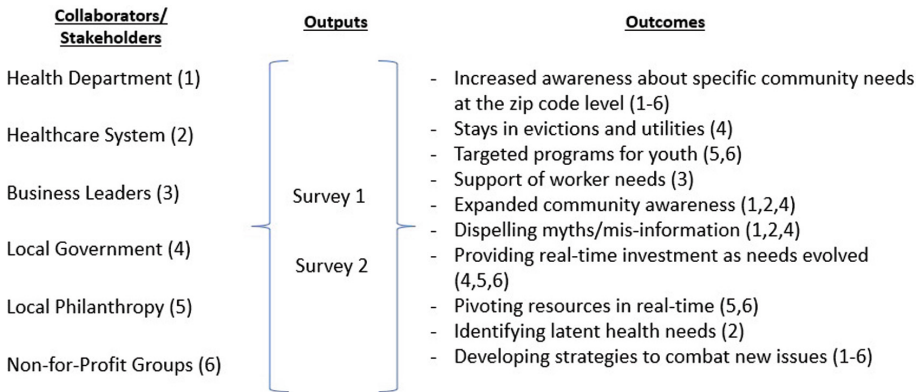 Collaborators/
Stakeholders
Health Department (1)
Healthcare System (2)
Business Leaders (3)
Local Government (4)
Local Philanthropy (5)
Non-for-Profit Groups (6)
Outputs
Survey 1
Survey 2
Outcomes
- Increased awareness about specific community needs
at the zip code level (1-6)
- Stays in evictions and utilities (4)
- Targeted programs for youth (5,6)
- Support of worker needs (3)
- Expanded community awareness (1,2,4)
- Dispelling myths/mis-information (1,2,4)
- Providing real-time investment as needs evolved
(4,5,6)
- Pivoting resources in real-time (5,6)
- Identifying latent health needs (2)
- Developing strategies to combat new issues (1-6)